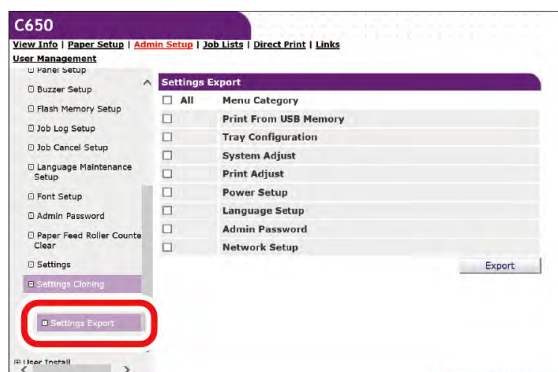 C650
View Info | Paper Setup | Admin Setup | Job Lists | Direct Print | Links
User Management
Panel Setup
Buzzer Setup
Flash Memory Setup
Job Log Setup
Job Cancel Setup
Language Maintenance
Setup
Font Setup
Admin Password
Paper Feed Roller Counte
Clear
Settings
Settings Cloning
Settings Export
User Install
Settings Export
All Menu Category
Print From USB Memory
Tray Configuration
System Adjust
Print Adjust
Power Setup
Language Setup
Admin Password
Network Setup
Export